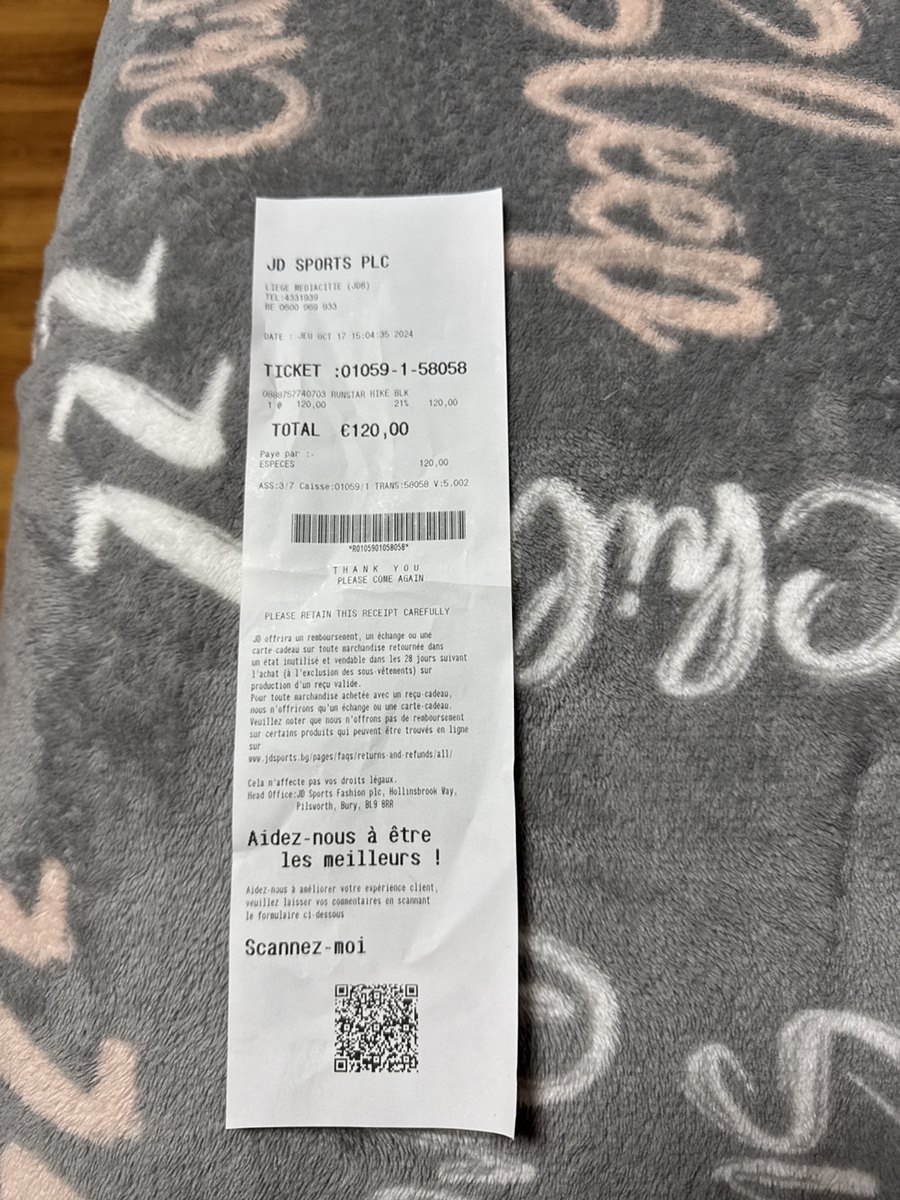 JD SPORTS PLC
LIEGE MEDIACITIE (JDB)
TEL:4331939
BE 0600 969 933
DATE : JEU OCT 17 15:04:35 2024
TICKET :01059-1-58058
0888757740703 RUNSTAR HIKE BLK
1 @ 120,00 21% 120,00
TOTAL €120,00
Paye par :-
ESPECES 120,00
ASS:3/7 Caisse:01059/1 TRANS:58058 V:5.002
*R0105901058058*
THANK YOU
PLEASE COME AGAIN
PLEASE RETAIN THIS RECEIPT CAREFULLY
JD offrira un remboursement, un échange ou une
carte-cadeau sur toute marchandise retournée dans
un état inutilisé et vendable dans les 28 jours suivant
l'achat (à l'exclusion des sous-vêtements) sur
production d'un reçu valide.
Pour toute marchandise achetée avec un reçu-cadeau,
nous n'offrirons qu'un échange ou une carte-cadeau.
Veuillez noter que nous n'offrons pas de remboursement
sur certains produits qui peuvent être trouvés en ligne
sur
www.jdsports.bg/pages/faqs/returns-and-refunds/all/
Cela n'affecte pas vos droits légaux.
Head Office:JD Sports Fashion plc, Hollinsbrook Way,
Pilsworth, Bury, BL9 8RR
Aidez-nous à être
les meilleurs !
Aidez-nous à améliorer votre expérience client,
veuillez laisser vos commentaires en scannant
le formulaire ci-dessous
Scannez-moi
Sleep
Chill